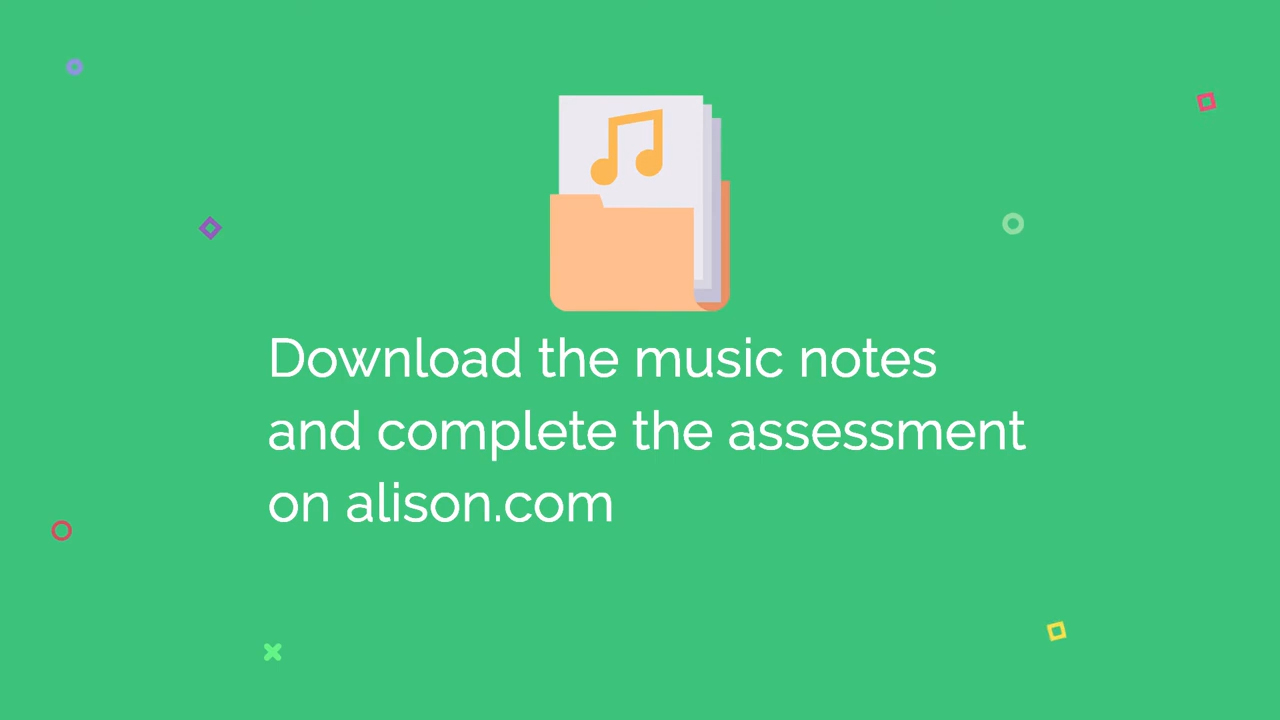 Download the music notes
and complete the assessment
on alison.com